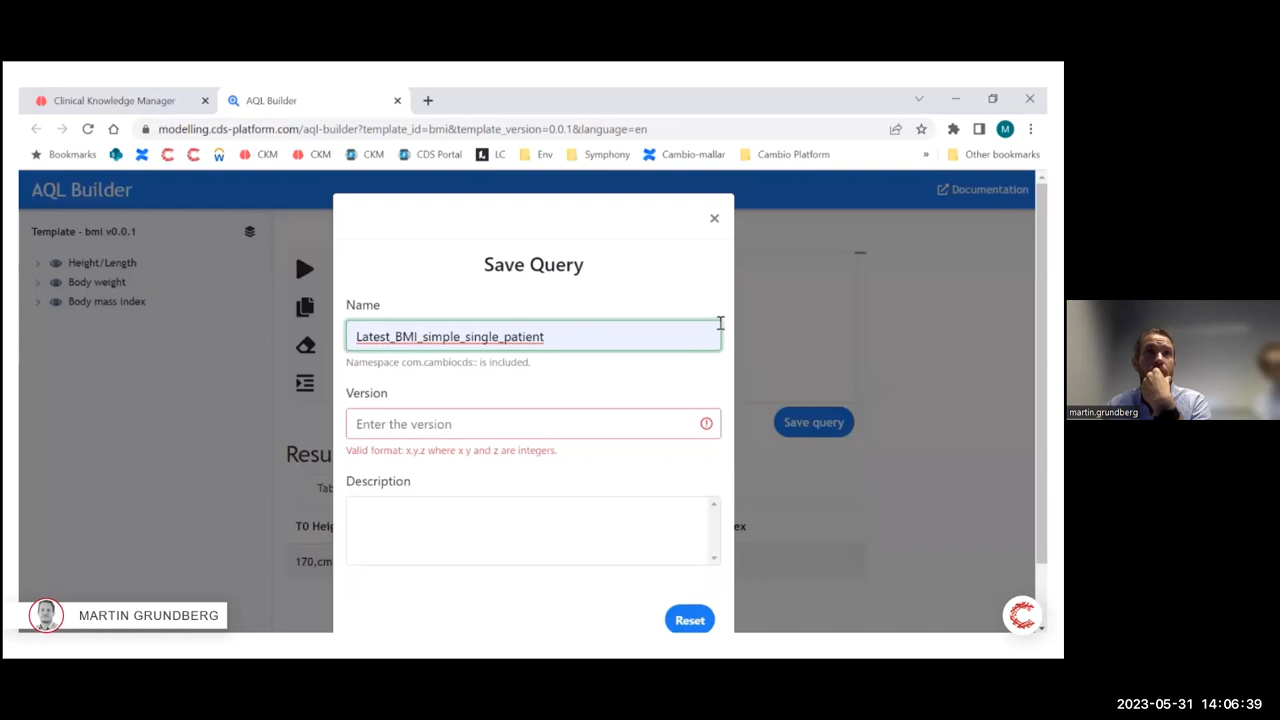 Clinical Knowledge Manager
AQL Builder
modelling.cds-platform.com/aql-builder?template_id=bmi&template_version=0.0.1&language=en
M
Bookmarks
CKM
CKM
CKM
CDS Portal
LC
Env
Symphony
Cambio-mallar
Cambio Platform
»
Other bookmarks
AQL Builder
Documentation
Template - bmi v0.0.1
Height/Length
Body weight
Body mass index
Save Query
Name
Latest_BMI_simple_single_patient
Namespace com.cambiocds:: is included.
Version
Enter the version
Valid format: x.y.z where x y and z are integers.
Description
Reset
Save query
Resu
Tab
T0 Heig
ex
170,cm
MARTIN GRUNDBERG
martin.grundberg
2023-05-31 14:06:39